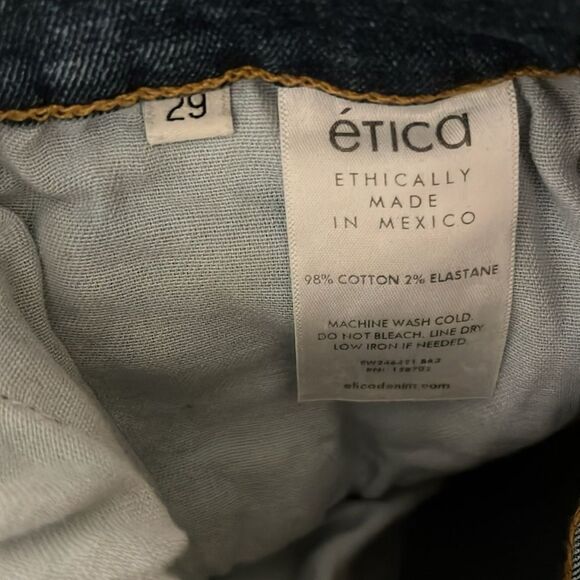 29
éTICA
ETHICALLY
MADE
IN MEXICO
98% COTTON 2% ELASTANE
MACHINE WASH COLD.
DO NOT BLEACH. LINE DRY
LOW IRON IF NEEDED.
eticadenim.com